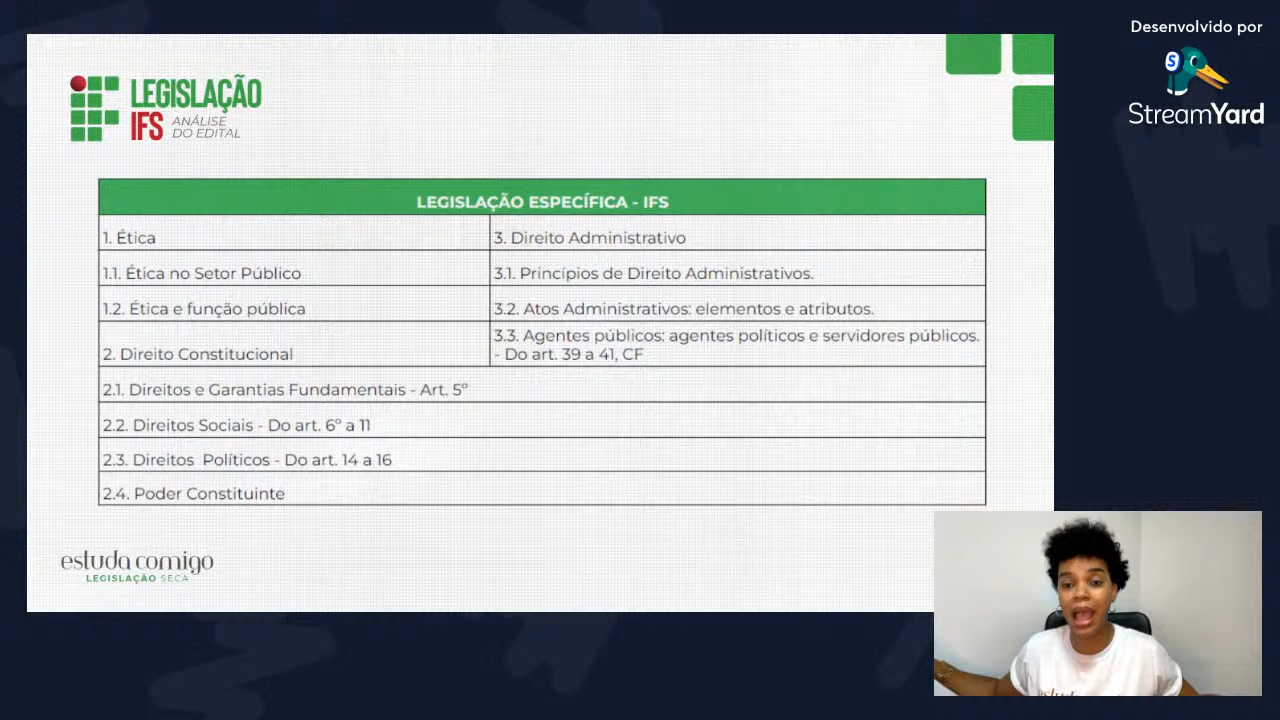 Desenvolvido por
StreamYard
LEGISLAÇÃO
IFS ANÁLISE
DO EDITAL
LEGISLAÇÃO ESPECÍFICA - IFS
1. Ética
3. Direito Administrativo
1.1. Ética no Setor Público
3.1. Princípios de Direito Administrativos.
1.2. Ética e função pública
3.2. Atos Administrativos: elementos e atributos.
2. Direito Constitucional
3.3. Agentes públicos: agentes políticos e servidores públicos.
- Do art. 39 a 41, CF
2.1. Direitos e Garantias Fundamentais - Art. 5º
2.2. Direitos Sociais - Do art. 6º a 11
2.3. Direitos Políticos - Do art. 14 a 16
2.4. Poder Constituinte
estuda comigo
LEGISLAÇÃO SECA